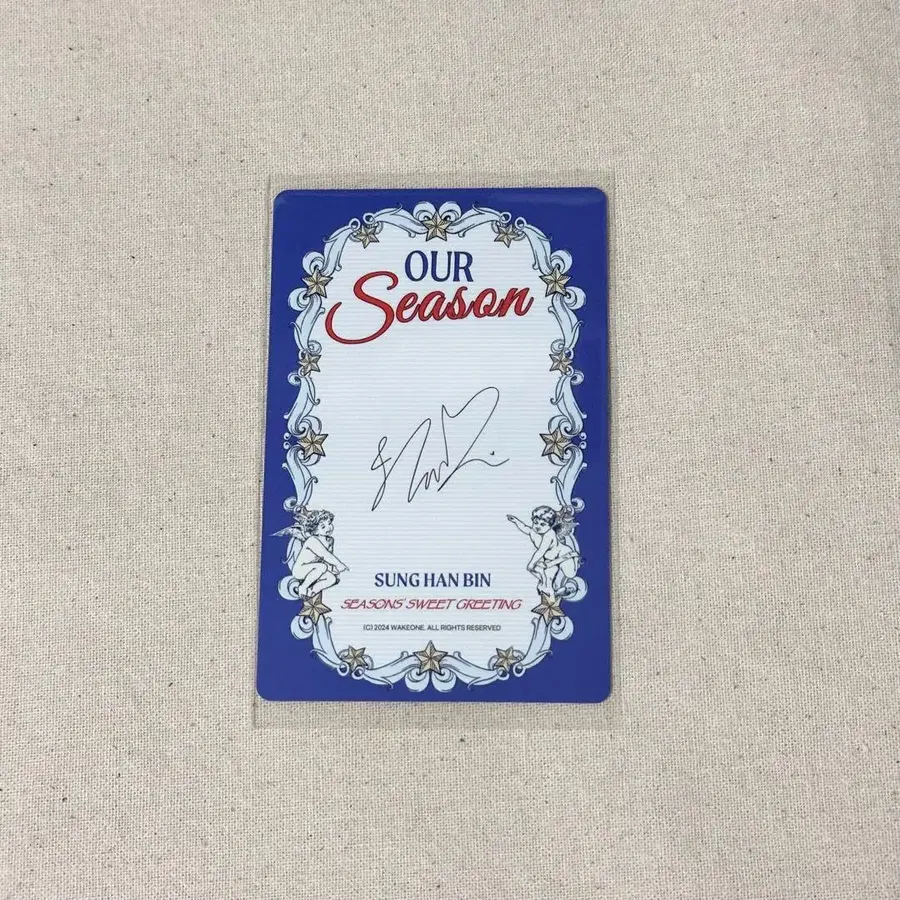 OUR
Season
SUNG HAN BIN
SEASONS' SWEET GREETING
(C) 2024 WAKEONE. ALL RIGHTS RESERVED